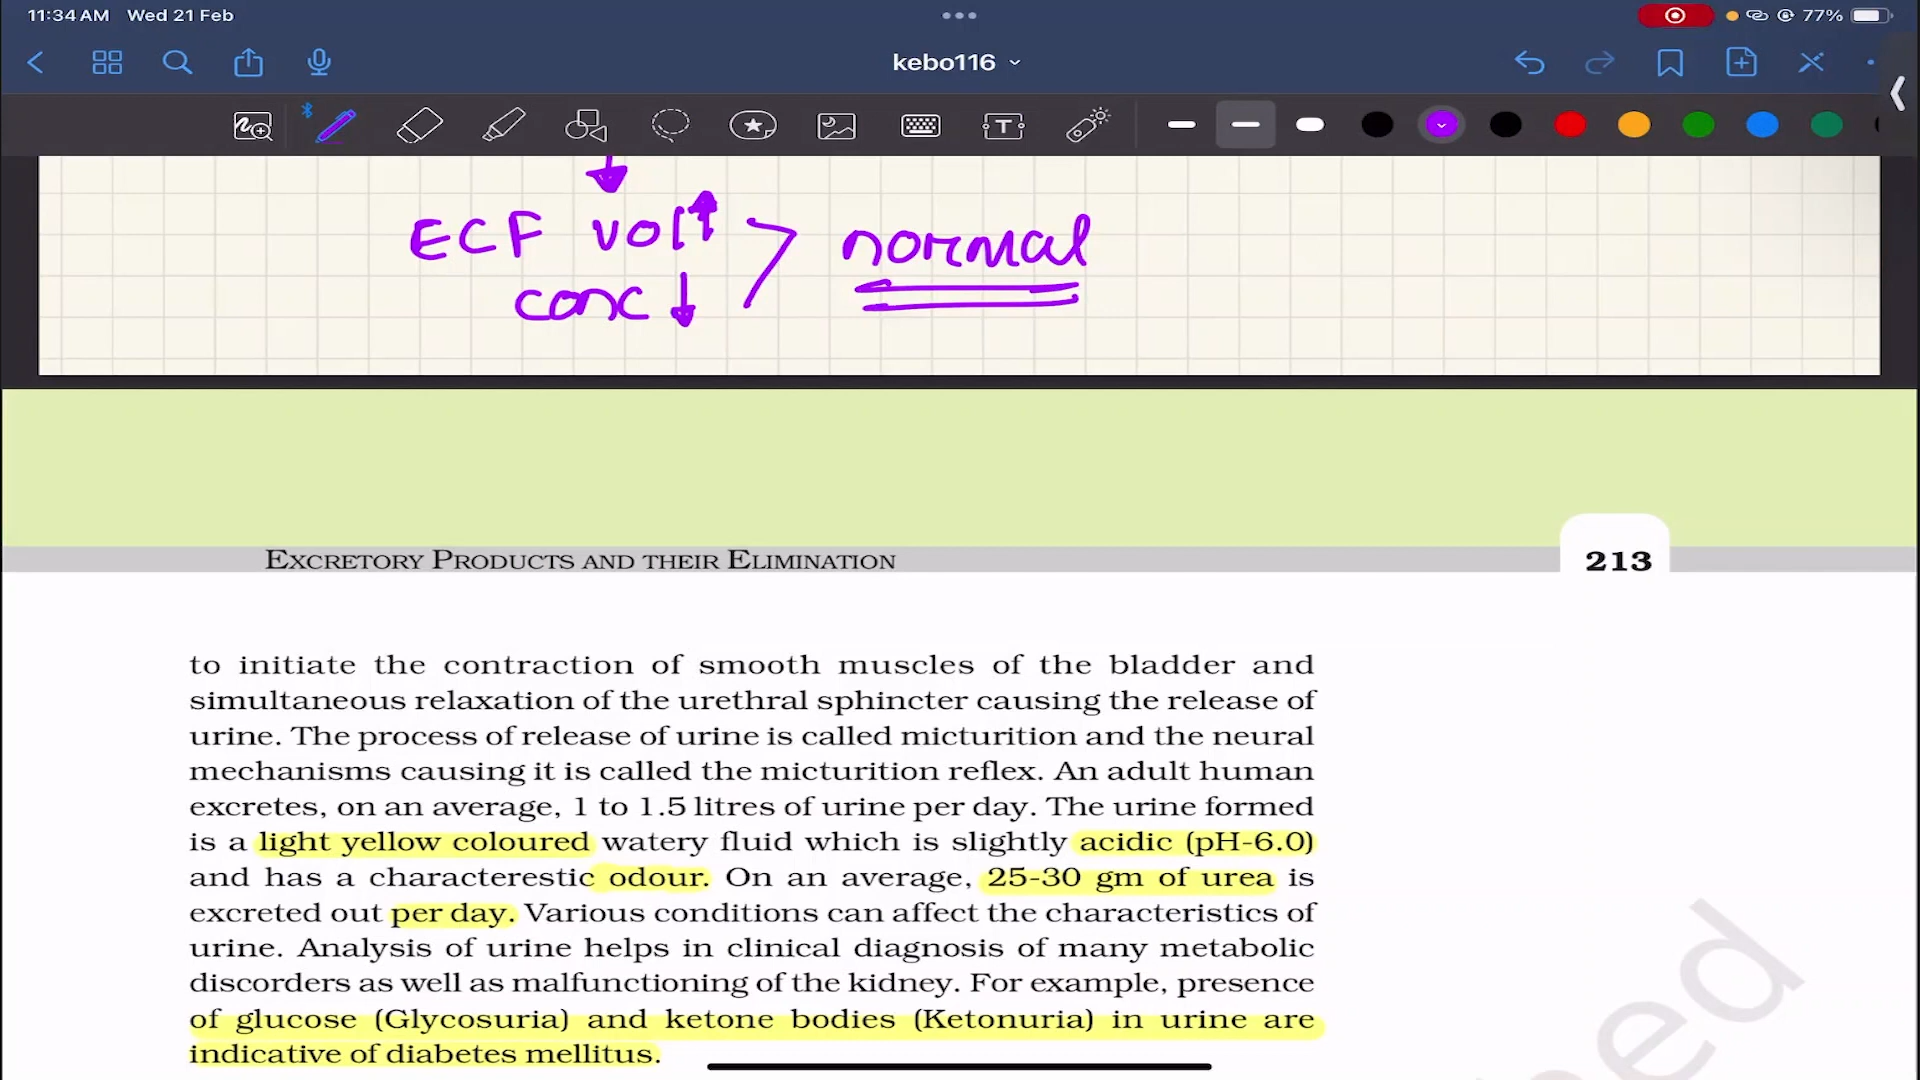 11:34 AM Wed 21 Feb
77%
kebo116
T
ECF vol↑
conc ↓
normal
EXCRETORY PRODUCTS AND THEIR ELIMINATION
213
to initiate the contraction of smooth muscles of the bladder and
simultaneous relaxation of the urethral sphincter causing the release of
urine. The process of release of urine is called micturition and the neural
mechanisms causing it is called the micturition reflex. An adult human
excretes, on an average, 1 to 1.5 litres of urine per day. The urine formed
is a light yellow coloured watery fluid which is slightly acidic (pH-6.0)
and has a characterestic odour. On an average, 25-30 gm of urea is
excreted out per day. Various conditions can affect the characteristics of
urine. Analysis of urine helps in clinical diagnosis of many metabolic
discorders as well as malfunctioning of the kidney. For example, presence
of glucose (Glycosuria) and ketone bodies (Ketonuria) in urine are
indicative of diabetes mellitus.
ed